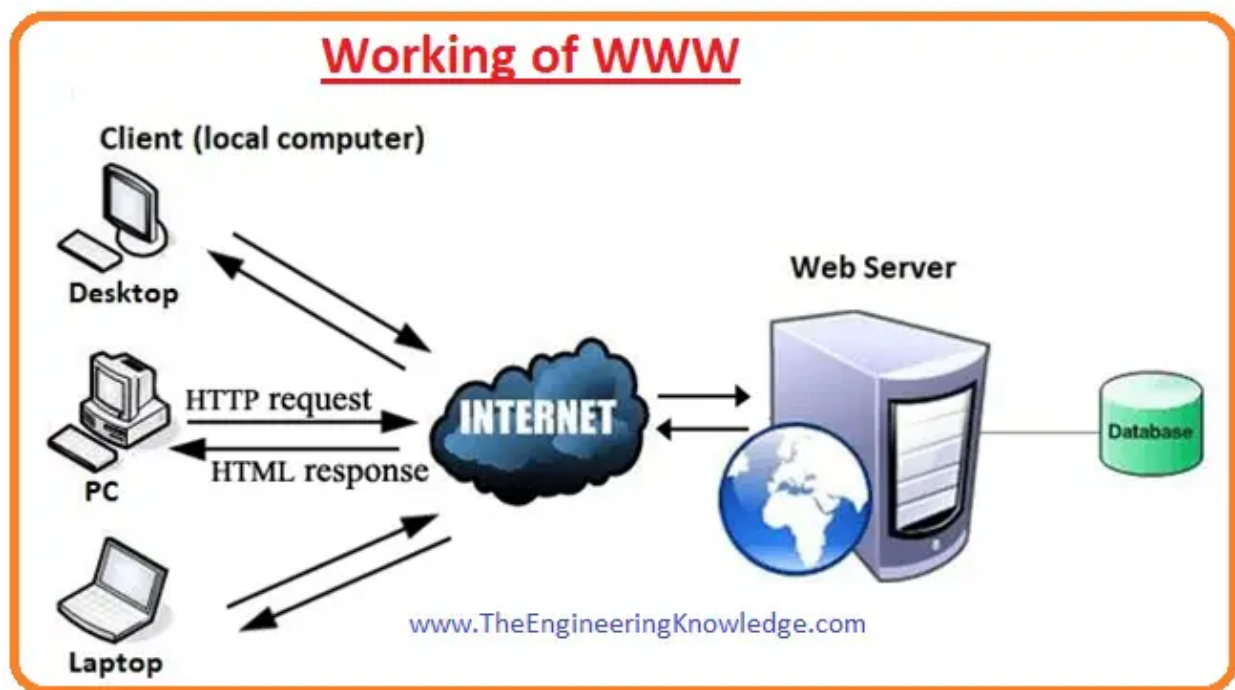 Working of WWW
Client (local computer)
Desktop
Web Server
HTTP request
INTERNET
HTML response
Database
PC
www.TheEngineeringKnowledge.com
Laptop